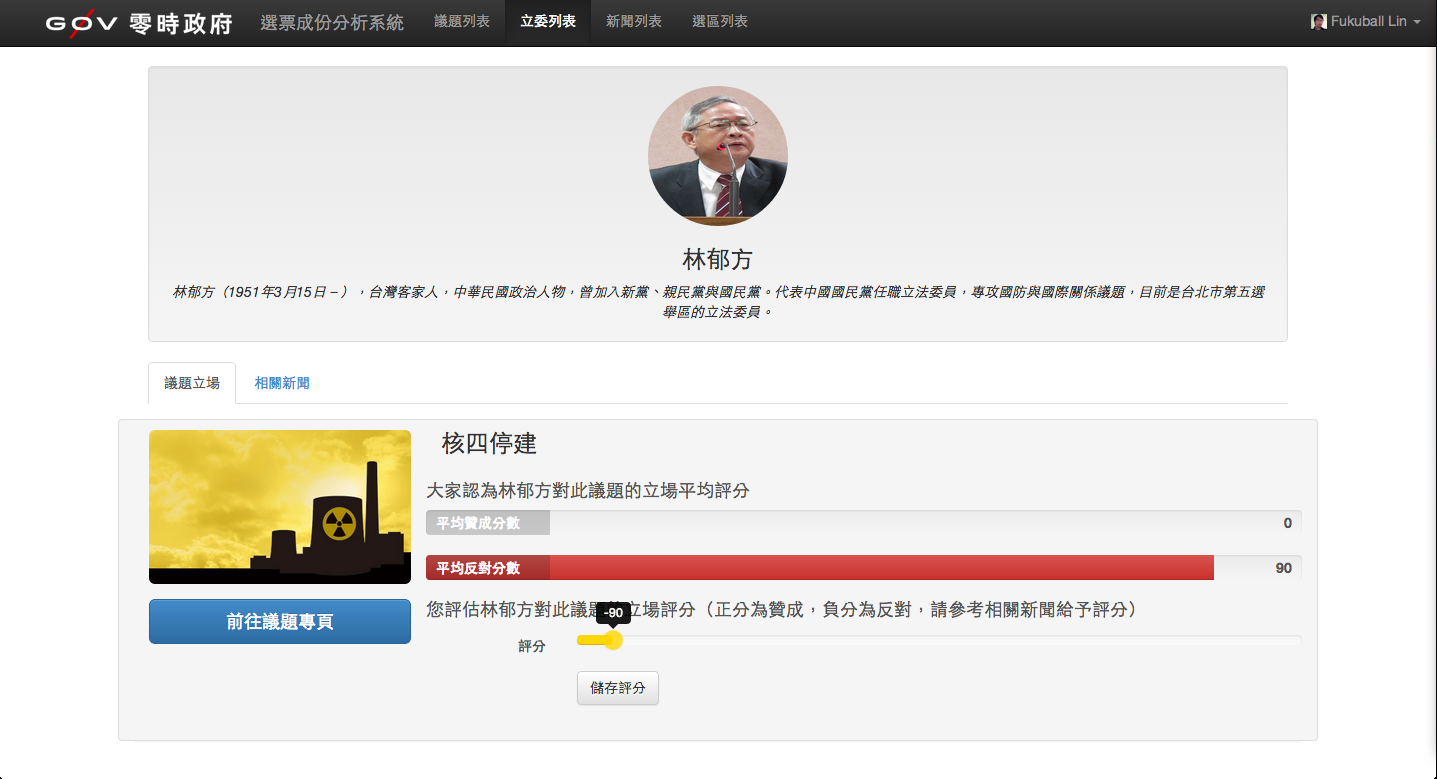 GØV 零時政府 選票成份分析系統 議題列表 立委列表 新聞列表 選區列表 Fukuball Lin
林郁方
林郁方（1951年3月15日－），台灣客家人，中華民國政治人物，曾加入新黨、親民黨與國民黨。代表中國國民黨任職立法委員，專攻國防與國際關係議題，目前是台北市第五選
舉區的立法委員。
議題立場 相關新聞
核四停建
大家認為林郁方對此議題的立場平均評分
平均贊成分數 0
平均反對分數 90
前往議題專頁
您評估林郁方對此議題 立場評分（正分為贊成，負分為反對，請參考相關新聞給予評分）
-90
評分
儲存評分